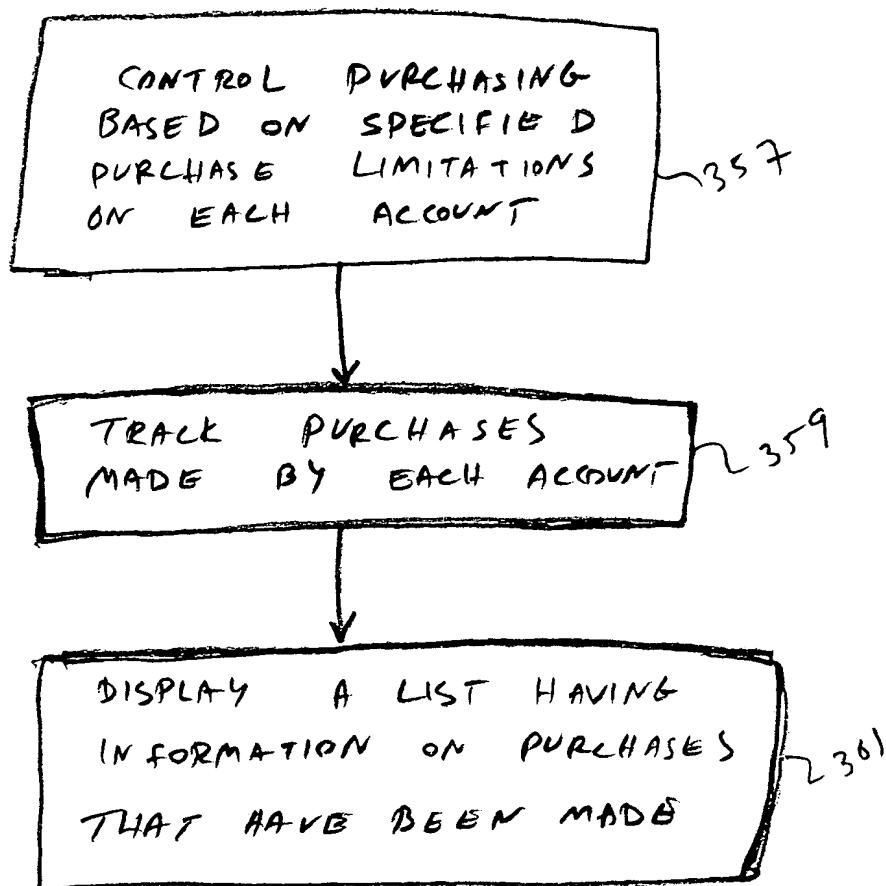 CONTROL PURCHASING
BASED ON SPECIFIED
PURCHASE LIMITATIONS
ON EACH ACCOUNT
357
TRACK PURCHASES
MADE BY EACH ACCOUNT
359
DISPLAY A LIST HAVING
INFORMATION ON PURCHASES
THAT HAVE BEEN MADE
361